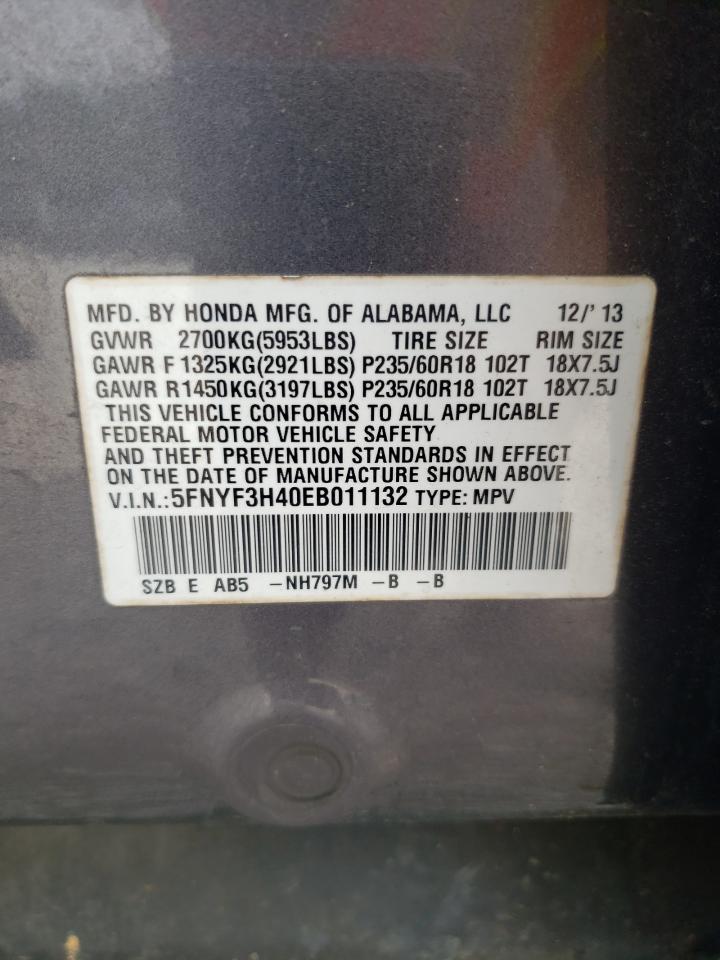 MFD. BY HONDA MFG. OF ALABAMA, LLC 12/'13
GVWR 2700KG(5953LBS) TIRE SIZE RIM SIZE
GAWR F 1325KG(2921LBS) P235/60R18 102T 18X7.5J
GAWR R1450KG(3197LBS) P235/60R18 102T 18X7.5J
THIS VEHICLE CONFORMS TO ALL APPLICABLE
FEDERAL MOTOR VEHICLE SAFETY
AND THEFT PREVENTION STANDARDS IN EFFECT
ON THE DATE OF MANUFACTURE SHOWN ABOVE.
V.I.N.:5FNYF3H40EB011132 TYPE: MPV
SZB E AB5 -NH797M -B -B